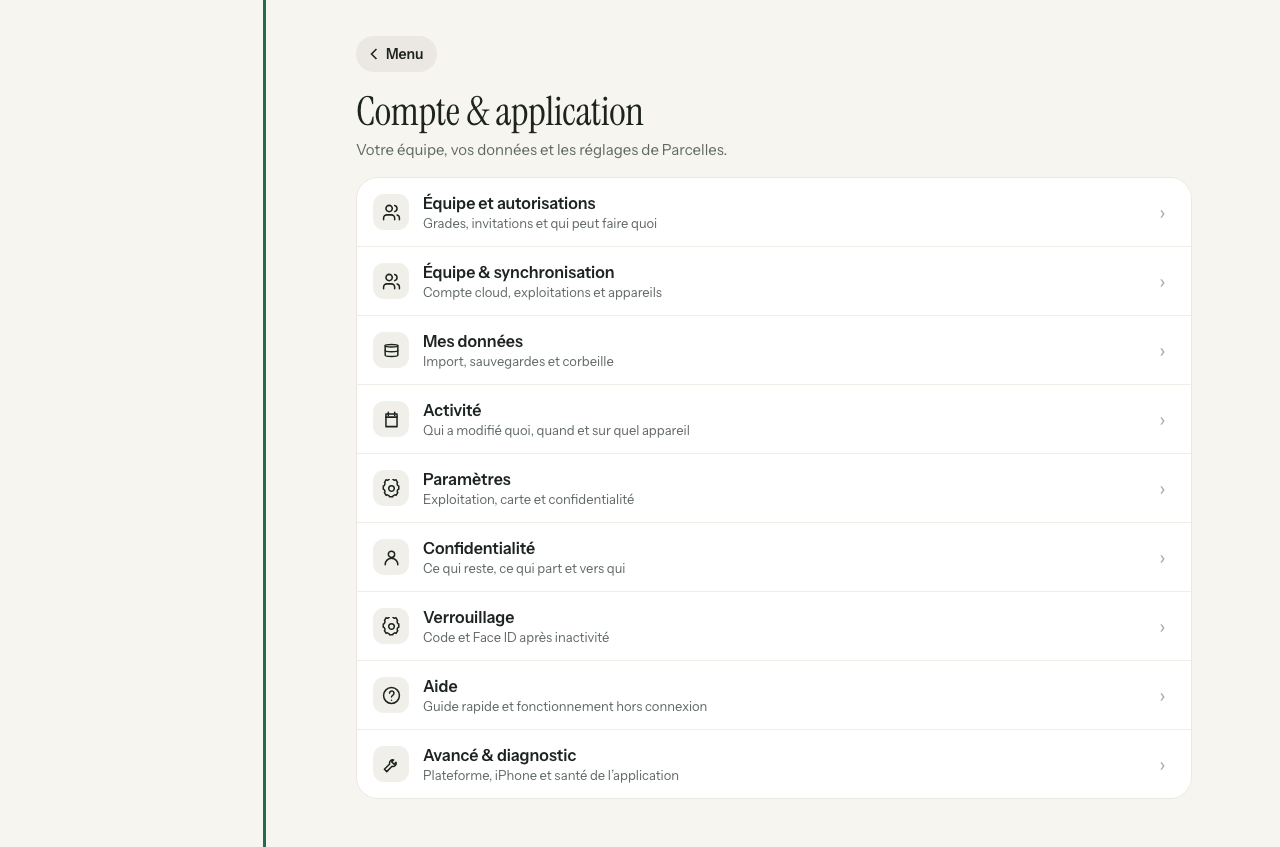 Menu
Compte & application
Votre équipe, vos données et les réglages de Parcelles.
Équipe et autorisations
Grades, invitations et qui peut faire quoi
Équipe & synchronisation
Compte cloud, exploitations et appareils
Mes données
Import, sauvegardes et corbeille
Activité
Qui a modifié quoi, quand et sur quel appareil
Paramètres
Exploitation, carte et confidentialité
Confidentialité
Ce qui reste, ce qui part et vers qui
Verrouillage
Code et Face ID après inactivité
Aide
Guide rapide et fonctionnement hors connexion
Avancé & diagnostic
Plateforme, iPhone et santé de l’application